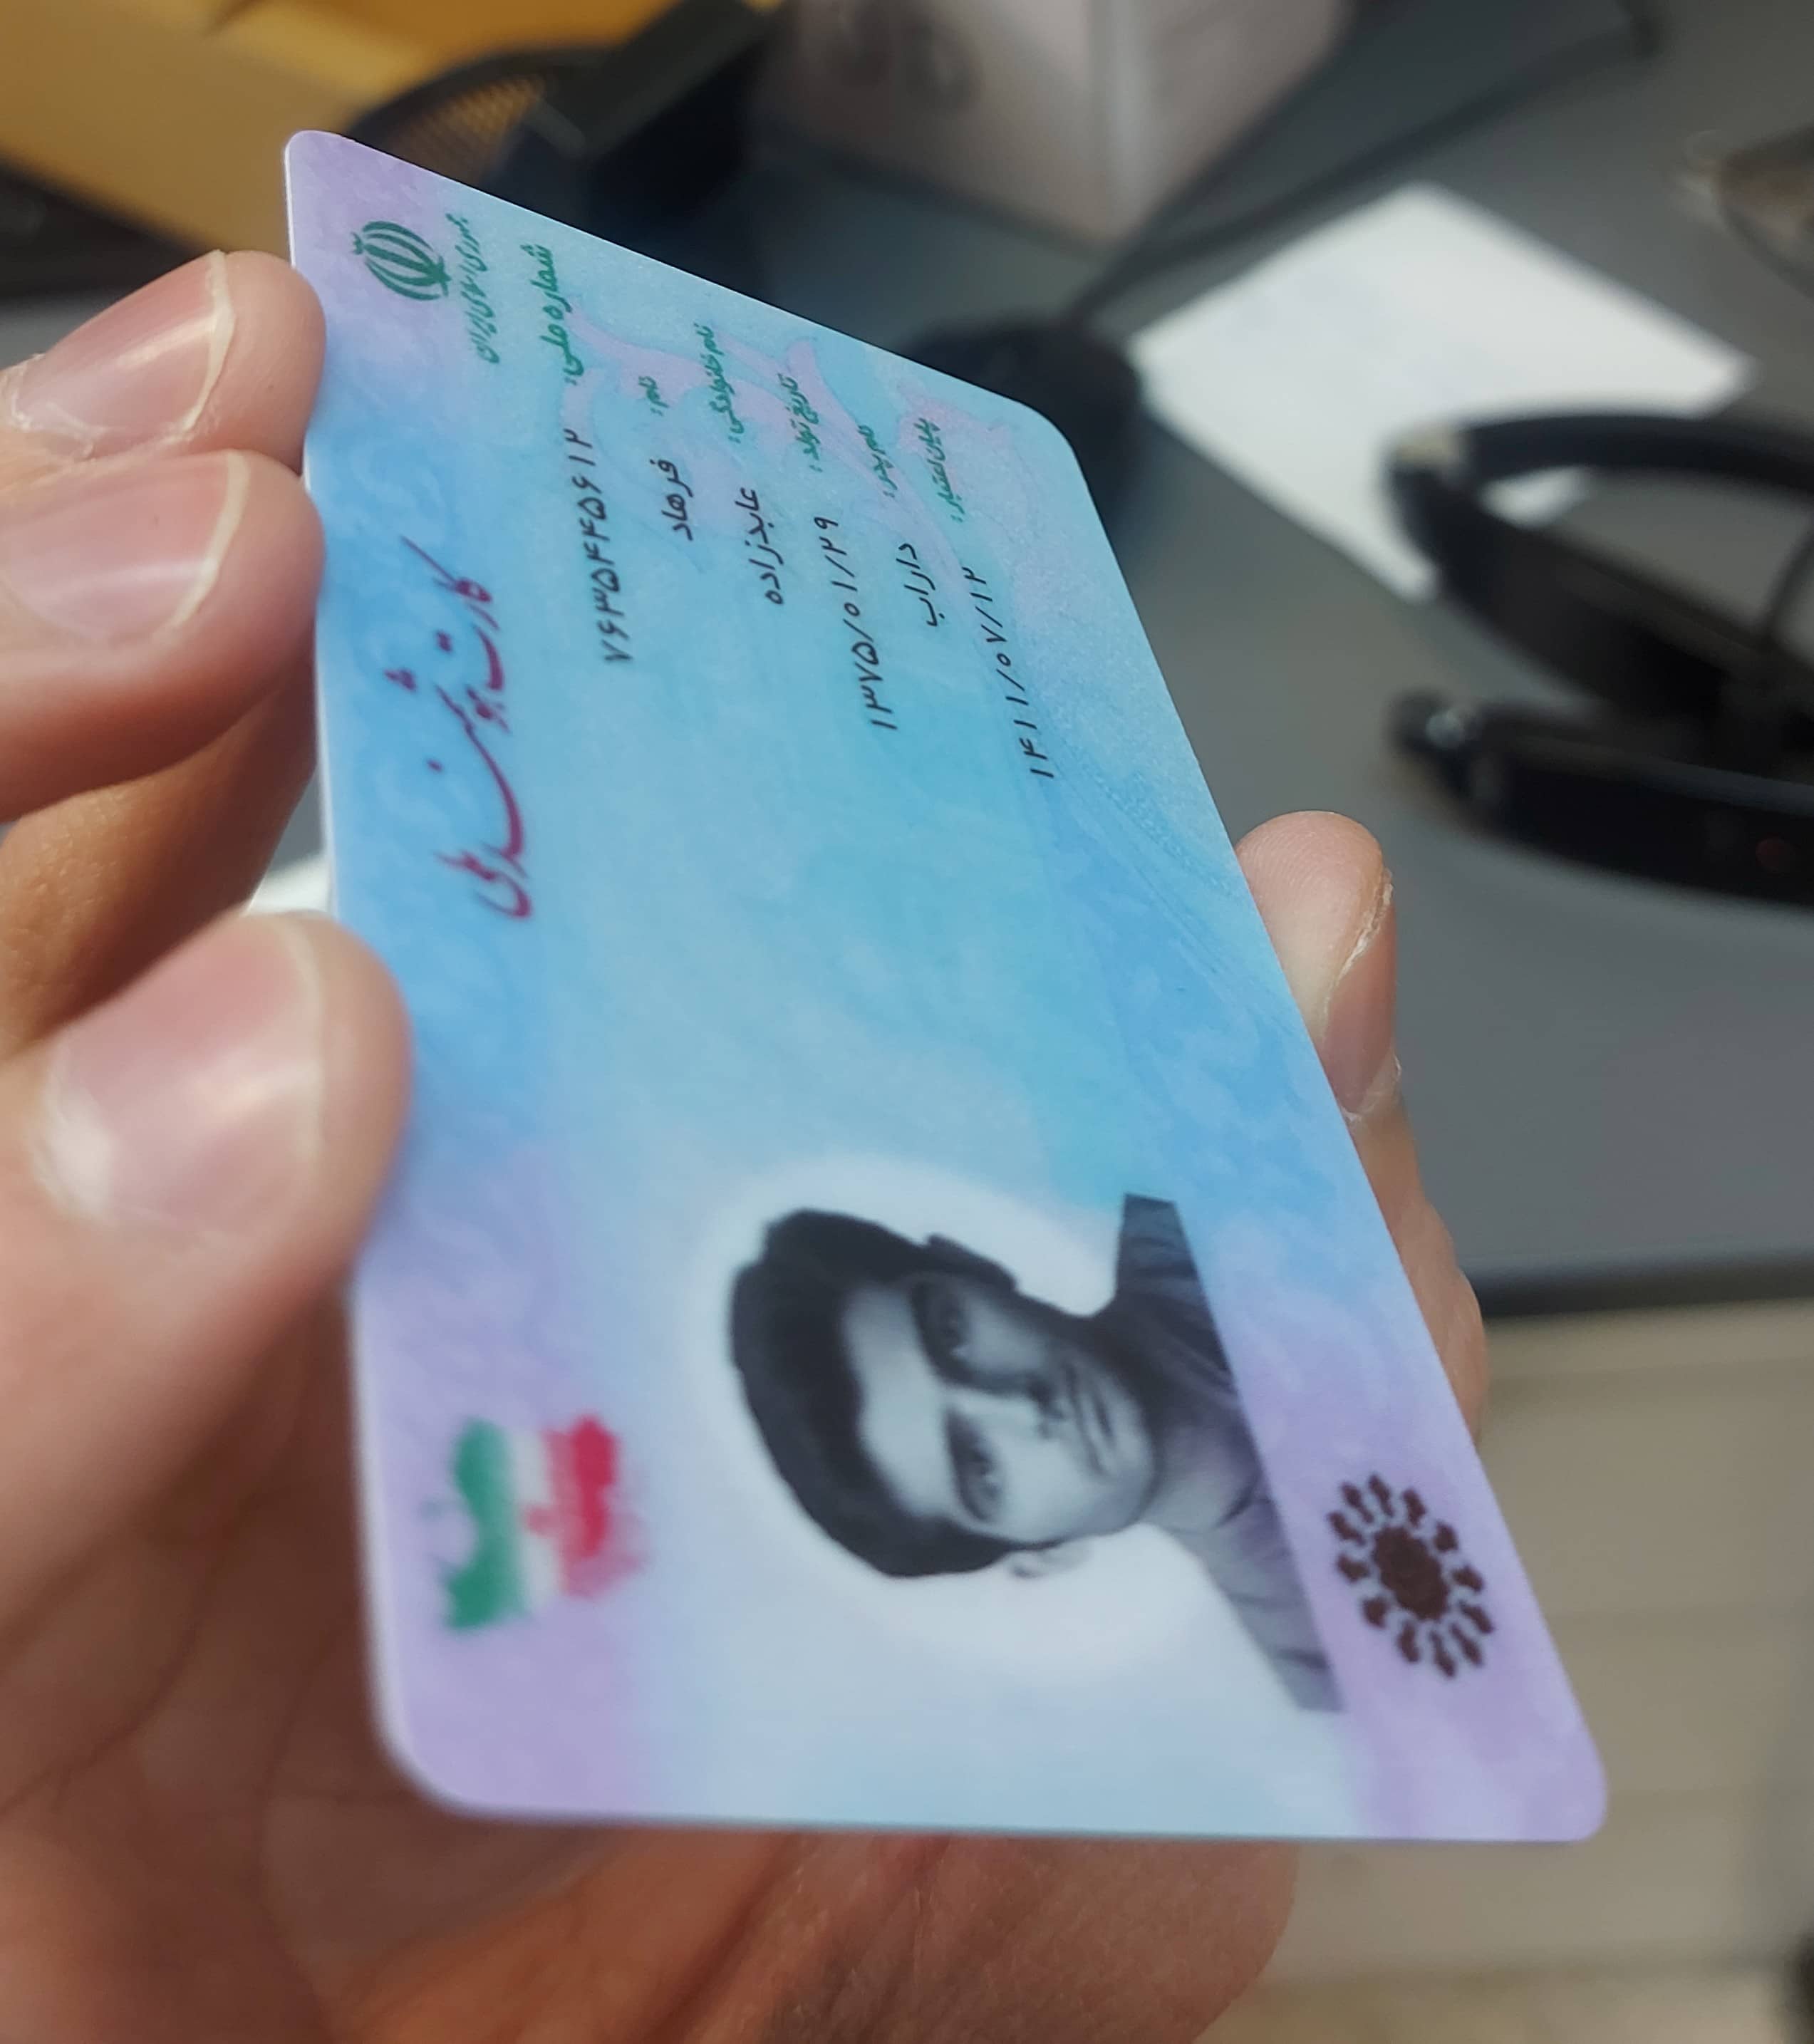 جمهوری اسلامی ایران
کارت هوشمند ملی
شماره ملی: ۷۶۳۵۴۴۵۶۱۲
نام: فرهاد
نام خانوادگی: عابدزاده
تاریخ تولد: ۱۳۷۵/۰۱/۲۹
نام پدر: داراب
پایان اعتبار: ۱۴۱۱/۰۷/۱۲